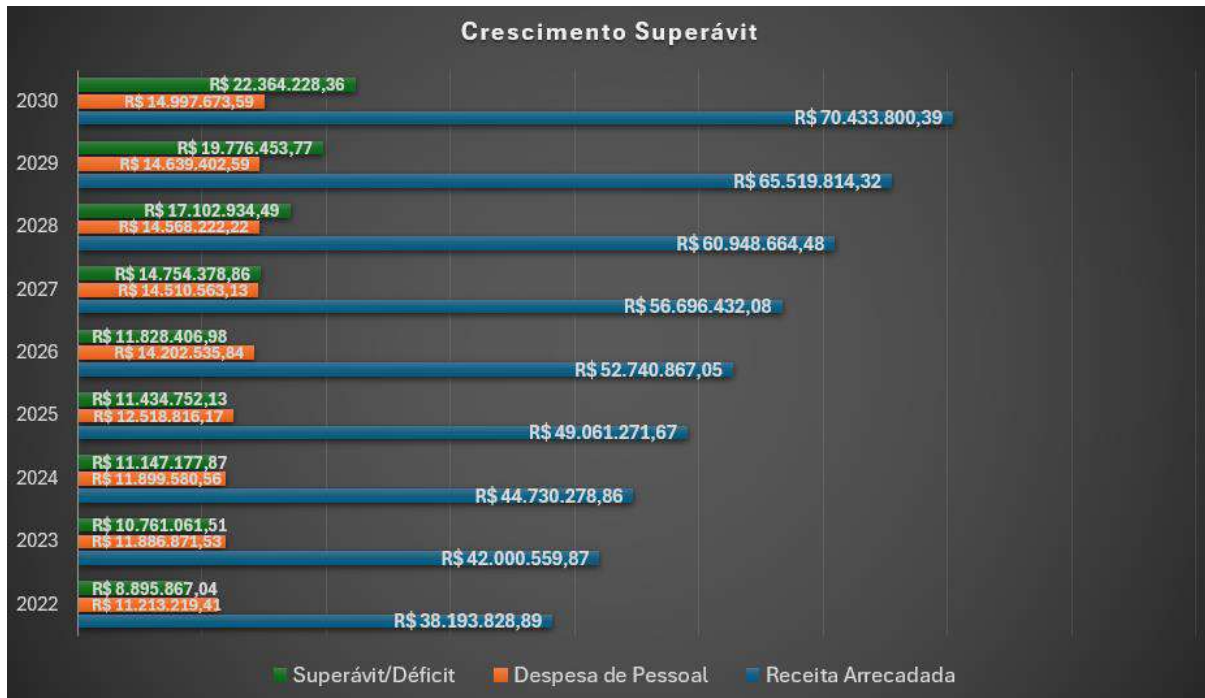 Crescimento Superávit
R$ 22.364.228,36
2030
R$ 14.997.673,59
R$ 70.433.800,39
R$ 19.776.453,77
2029
R$ 14.639.402,59
R$ 65.519.814,32
R$ 17.102.934,49
2028
R$ 14.568.222,22
R$ 60.948.664,48
R$ 14.754.378,86
2027
R$ 14.510.563,13
R$ 56.696.432,08
R$ 11.828.406,98
2026
R$ 14.202.535,84
R$ 52.740.867,05
R$ 11.434.752,13
2025
R$ 12.518.816,17
R$ 49.061.271,67
R$ 11.147.177,87
2024
R$ 11.899.580,56
R$ 44.730.278,86
R$ 10.761.061,51
2023
R$ 11.886.871,53
R$ 42.000.559,87
R$ 8.895.867,04
2022
R$ 11.213.219,41
R$ 38.193.828,89
Superávit/Déficit Despesa de Pessoal Receita Arrecadada